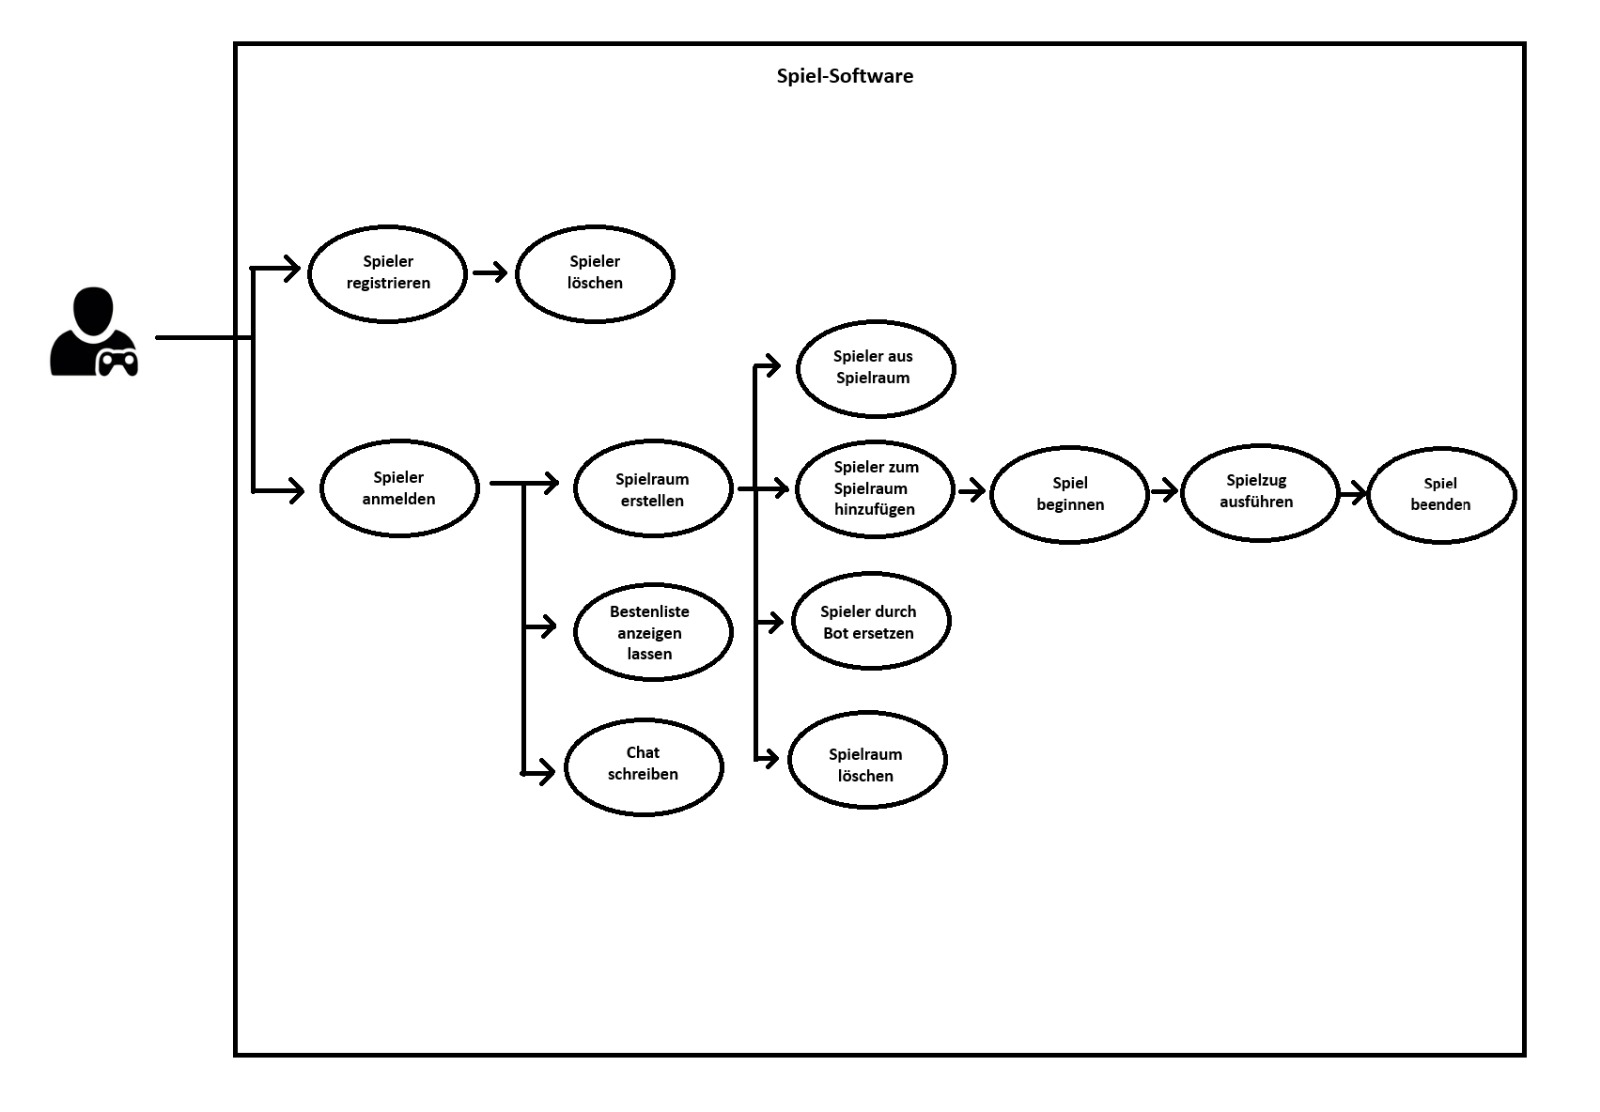 Spiel-Software
Spieler
registrieren
Spieler
löschen
Spieler aus
Spielraum
Spieler
anmelden
Spielraum
erstellen
Spieler zum
Spielraum
hinzufügen
Spiel
beginnen
Spielzug
ausführen
Spiel
beenden
Bestenliste
anzeigen
lassen
Spieler durch
Bot ersetzen
Chat
schreiben
Spielraum
löschen